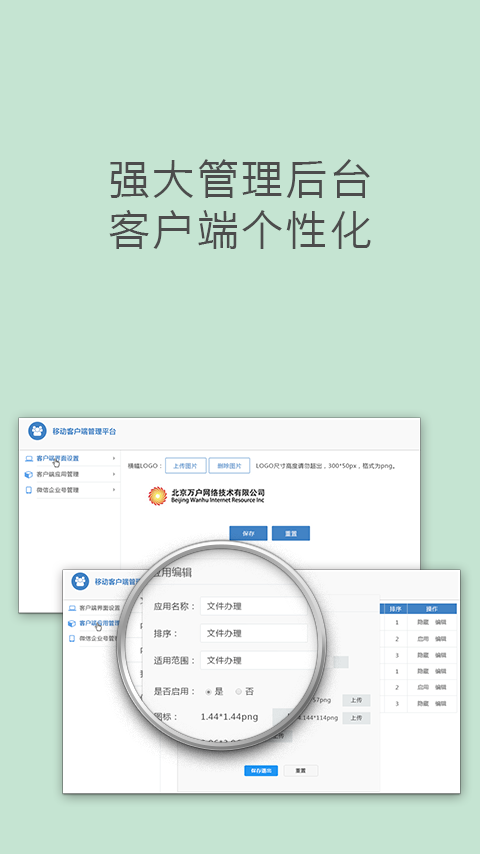 强大管理后台
客户端个性化
移动客户端管理平台
客户端界面设置
客户端应用管理
微信企业号管理
横幅LOGO： 上传图片 删除图片 LOGO尺寸高度请勿超出，300*50px，格式为png。
北京万户网络技术有限公司
Beijing Wanhu Internet Resource Inc
保存 重置
移动客户端管
客户端界面设置
客户端应用管理
微信企业号管
应用编辑
应用名称： 文件办理
排序： 文件办理
适用范围： 文件办理
是否启用： 是 否
图标： 1.44*1.44png
57png 上传
114png 上传
上传
保存退出 重置
排序 操作
1 隐藏 编辑
2 启用 编辑
3 隐藏 编辑
1 隐藏 编辑
2 启用 编辑
3 隐藏 编辑